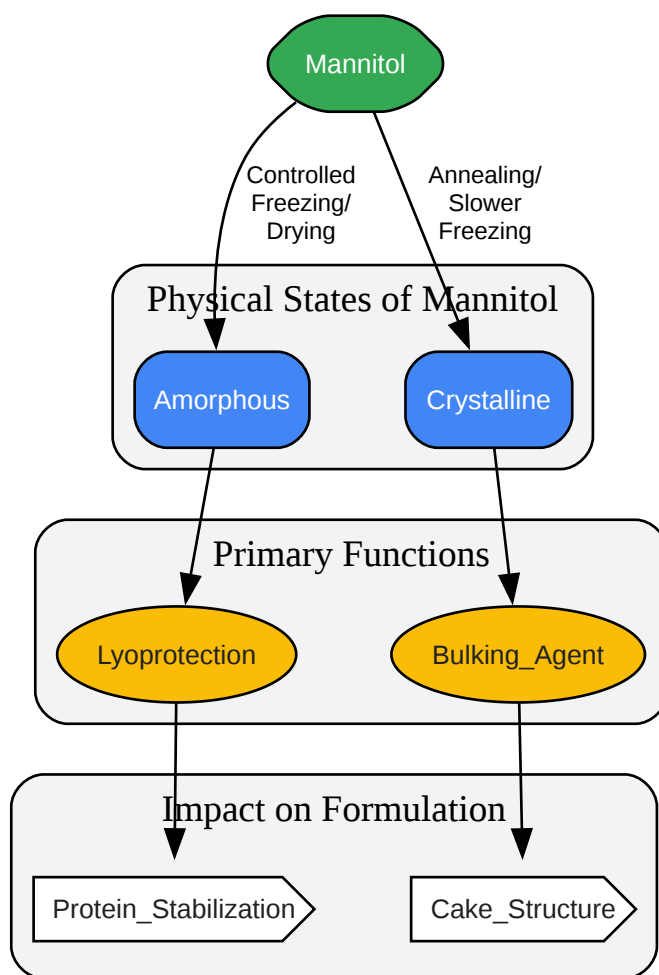 Mannitol
Controlled
Freezing/
Drying
Annealing/
Slower
Freezing
Physical States of Mannitol
Amorphous
Crystalline
Primary Functions
Lyoprotection
Bulking_Agent
Impact on Formulation
Protein_Stabilization
Cake_Structure